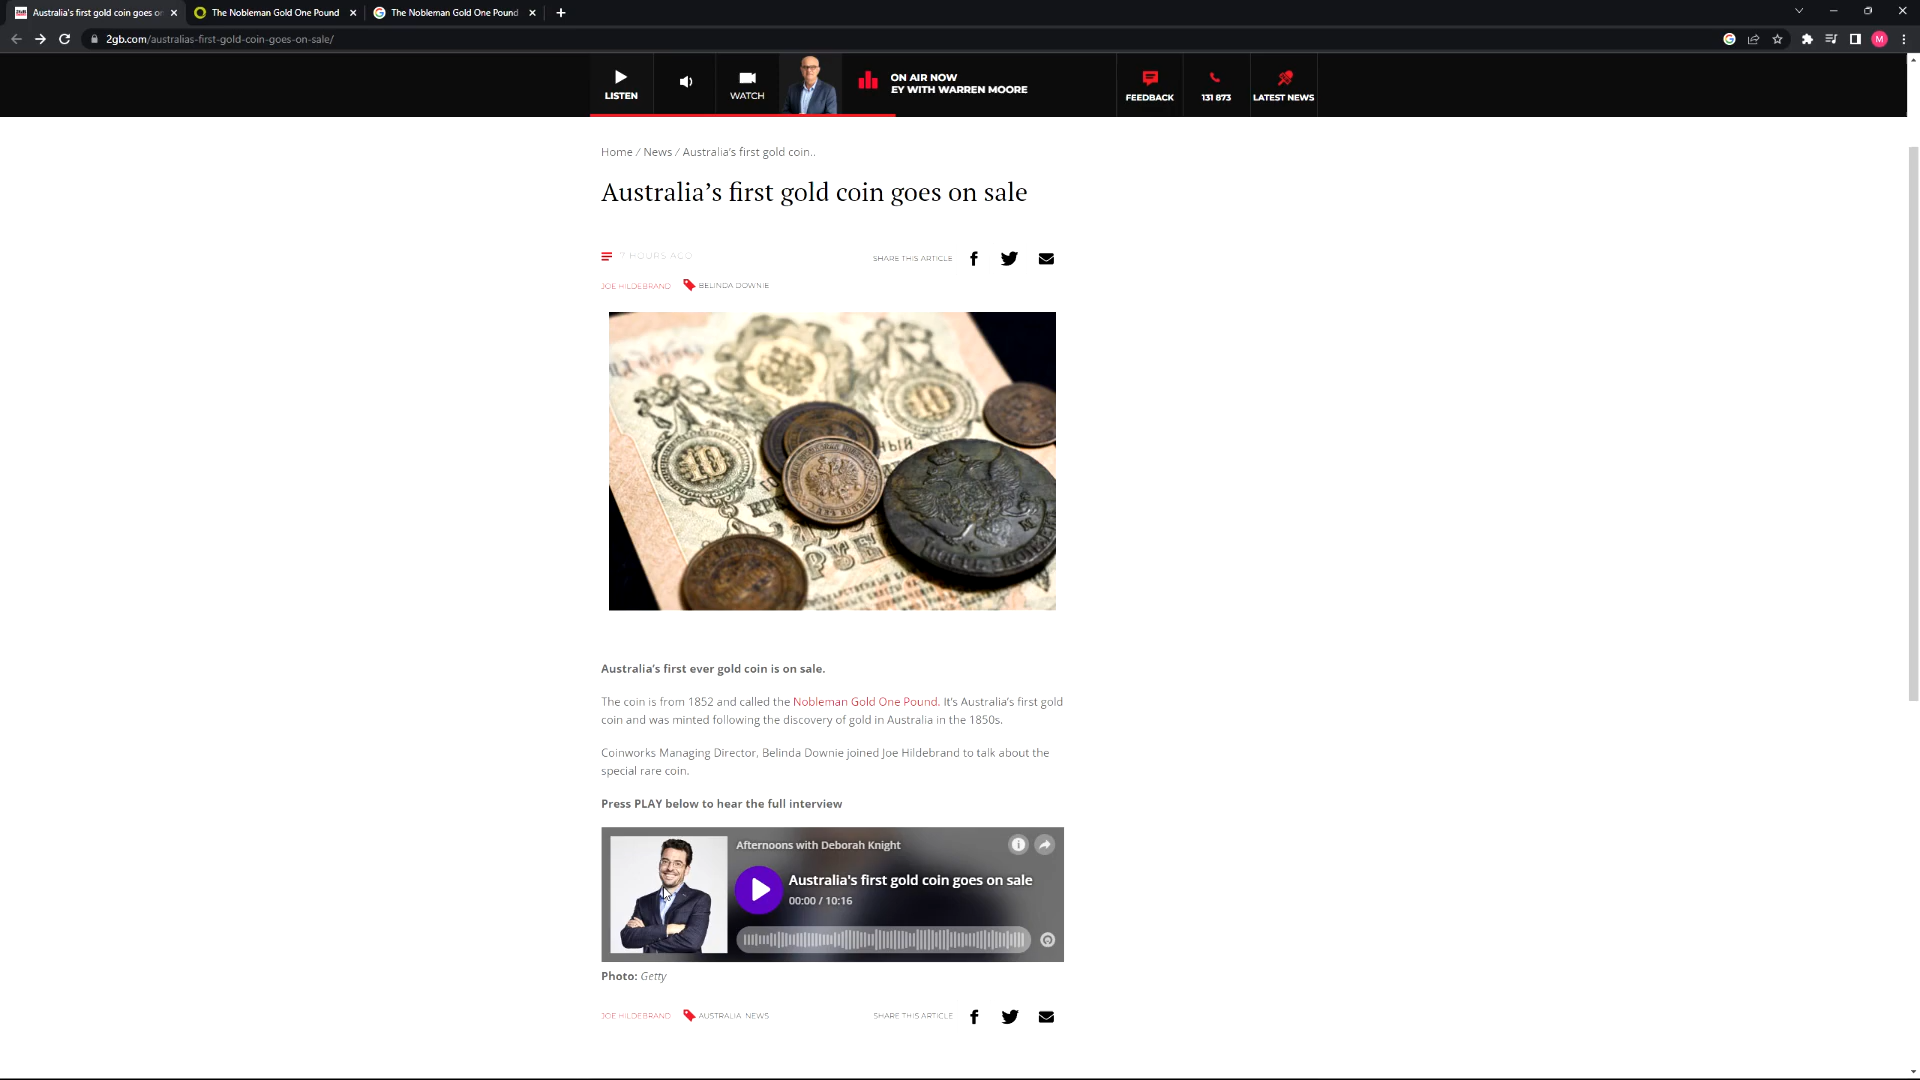 Australia's first gold coin goes on
The Nobleman Gold One Pound
The Nobleman Gold One Pound
2gb.com/australias-first-gold-coin-goes-on-sale/
M
LISTEN
WATCH
ON AIR NOW
EY WITH WARREN MOORE
FEEDBACK
131 873
LATEST NEWS
Home / News / Australia's first gold coin..
Australia's first gold coin goes on sale
7 HOURS AGO
SHARE THIS ARTICLE
JOE HILDEBRAND
BELINDA DOWNIE
10
10
Australia's first ever gold coin is on sale.
The coin is from 1852 and called the Nobleman Gold One Pound. It's Australia's first gold
coin and was minted following the discovery of gold in Australia in the 1850s.
Coinworks Managing Director, Belinda Downie joined Joe Hildebrand to talk about the
special rare coin.
Press PLAY below to hear the full interview
Afternoons with Deborah Knight
Australia's first gold coin goes on sale
00:00 / 10:16
Photo: Getty
JOE HILDEBRAND
AUSTRALIA NEWS
SHARE THIS ARTICLE